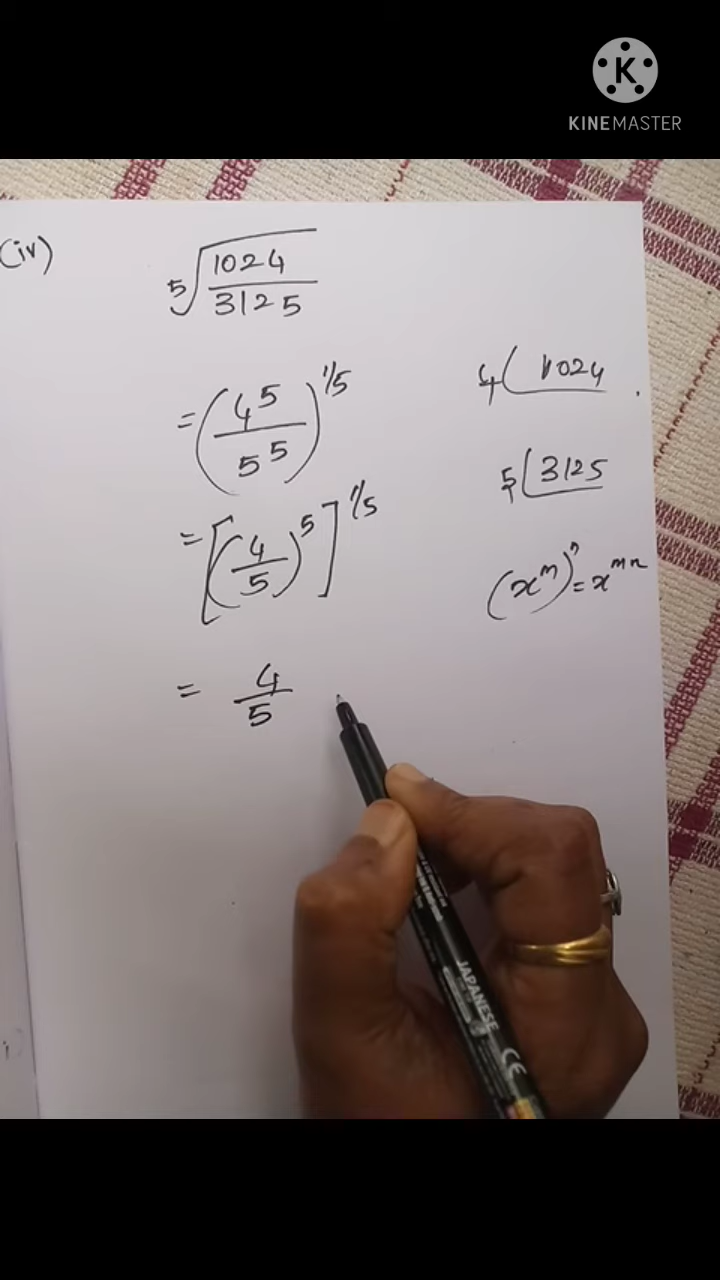 KINEMASTER
(iv) ⁵√(1024/3125)
= (4⁵/5⁵)^1/5
4 1024
5 3125
= [(4/5)⁵]^1/5
(xᵐ)ⁿ = xᵐⁿ
= 4/5
JAPANESE
CE